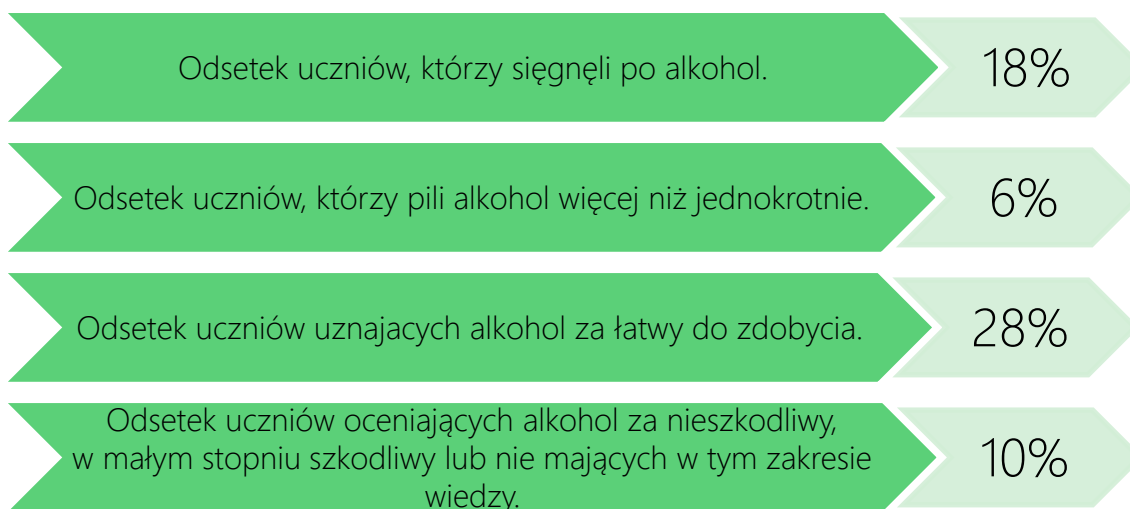 Odsetek uczniów, którzy sięgnęli po alkohol.
18%
Odsetek uczniów, którzy pili alkohol więcej niż jednokrotnie.
6%
Odsetek uczniów uznajacych alkohol za łatwy do zdobycia.
28%
Odsetek uczniów oceniających alkohol za nieszkodliwy,
w małym stopniu szkodliwy lub nie mających w tym zakresie
wiedzy.
10%